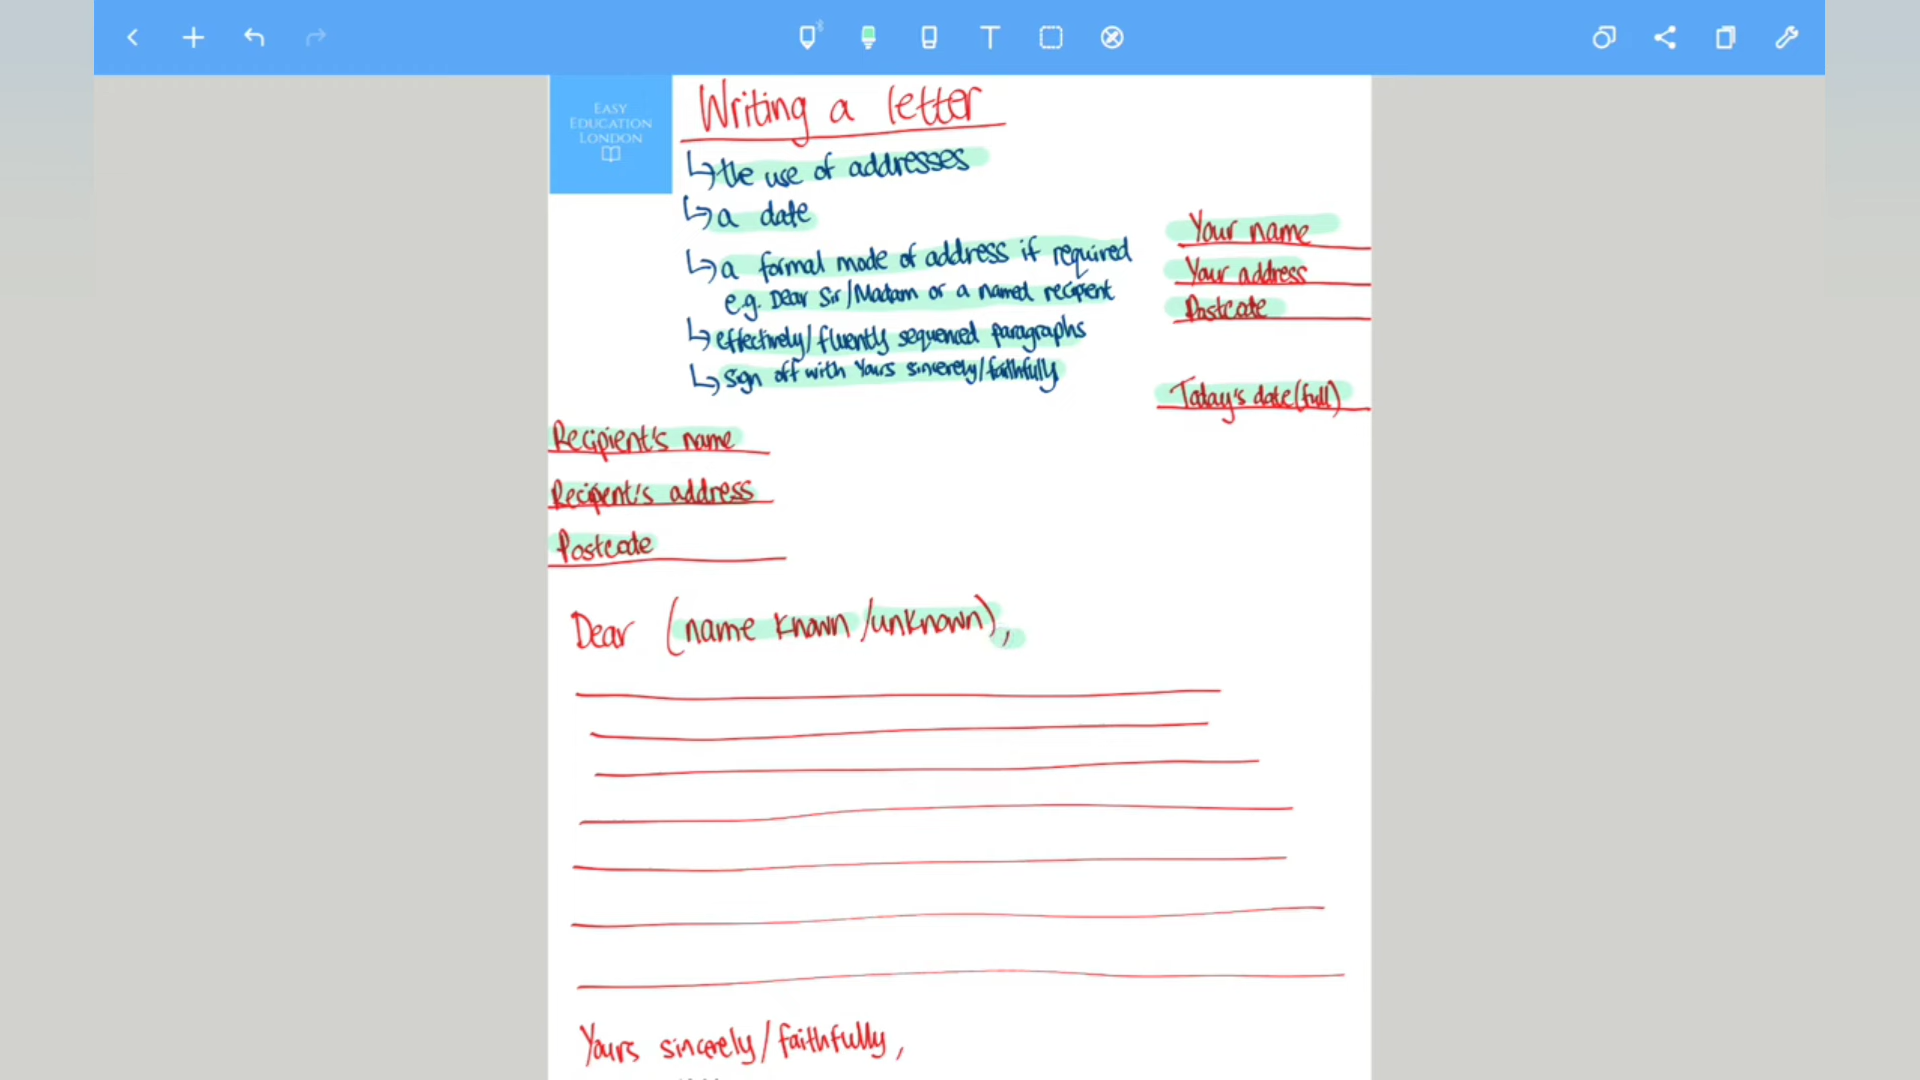 EASY
EDUCATION
LONDON
Writing a letter
↳ the use of addresses
↳ a date
↳ a formal mode of address if required
e.g. Dear Sir/Madam or a named recipient
↳ effectively/fluently sequenced paragraphs
↳ sign off with Yours sincerely/faithfully
Your name
Your address
Postcode
Today's date (full)
Recipient's name
Recipient's address
Postcode
Dear (name known/unknown),
Yours sincerely/faithfully,